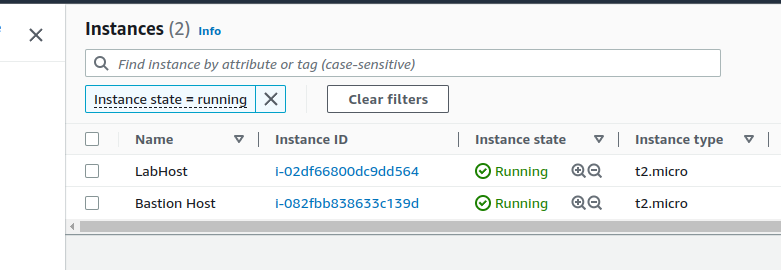 Instances (2) Info
Find instance by attribute or tag (case-sensitive)
Instance state = running Clear filters
Name Instance ID Instance state Instance type
LabHost i-02df66800dc9dd564 Running t2.micro
Bastion Host i-082fbb838633c139d Running t2.micro